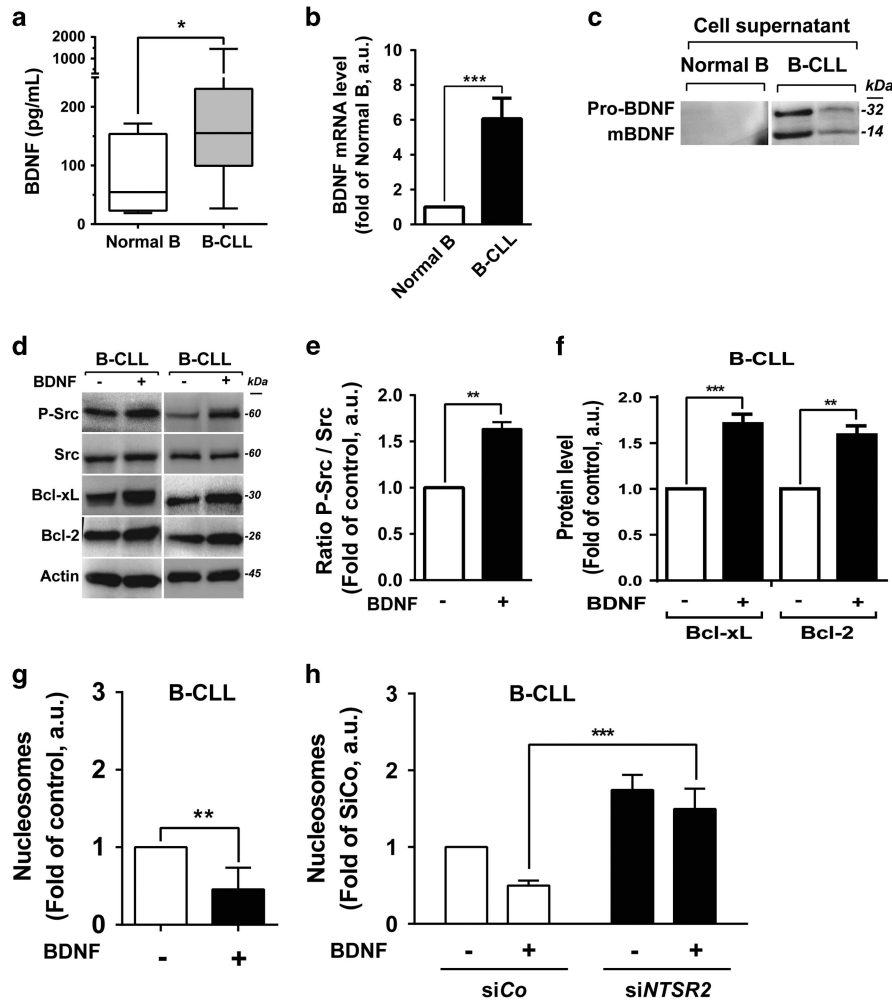 a
*
BDNF (pg/mL)
2000
1000
200
100
0
Normal B B-CLL
b
BDNF mRNA level
(fold of Normal B, a.u.)
10
8
6
4
2
0
***
Normal B
B-CLL
c
Cell supernatant
Normal B B-CLL
kDa
Pro-BDNF -32
mBDNF -14
d
B-CLL B-CLL
BDNF - + - + kDa
P-Src -60
Src -60
Bcl-xL -30
Bcl-2 -26
Actin -45
e
Ratio P-Src / Src
(Fold of control, a.u.)
2.0
1.5
1.0
0.5
0.0
**
BDNF - +
f
B-CLL
Protein level
(Fold of control, a.u.)
2.0
1.5
1.0
0.5
0.0
*** **
BDNF - + - +
Bcl-xL Bcl-2
g
B-CLL
Nucleosomes
(Fold of control, a.u.)
3
2
1
0
**
BDNF - +
h
B-CLL
Nucleosomes
(Fold of SiCo, a.u.)
3
2
1
0
***
BDNF - + - +
siCo siNTSR2